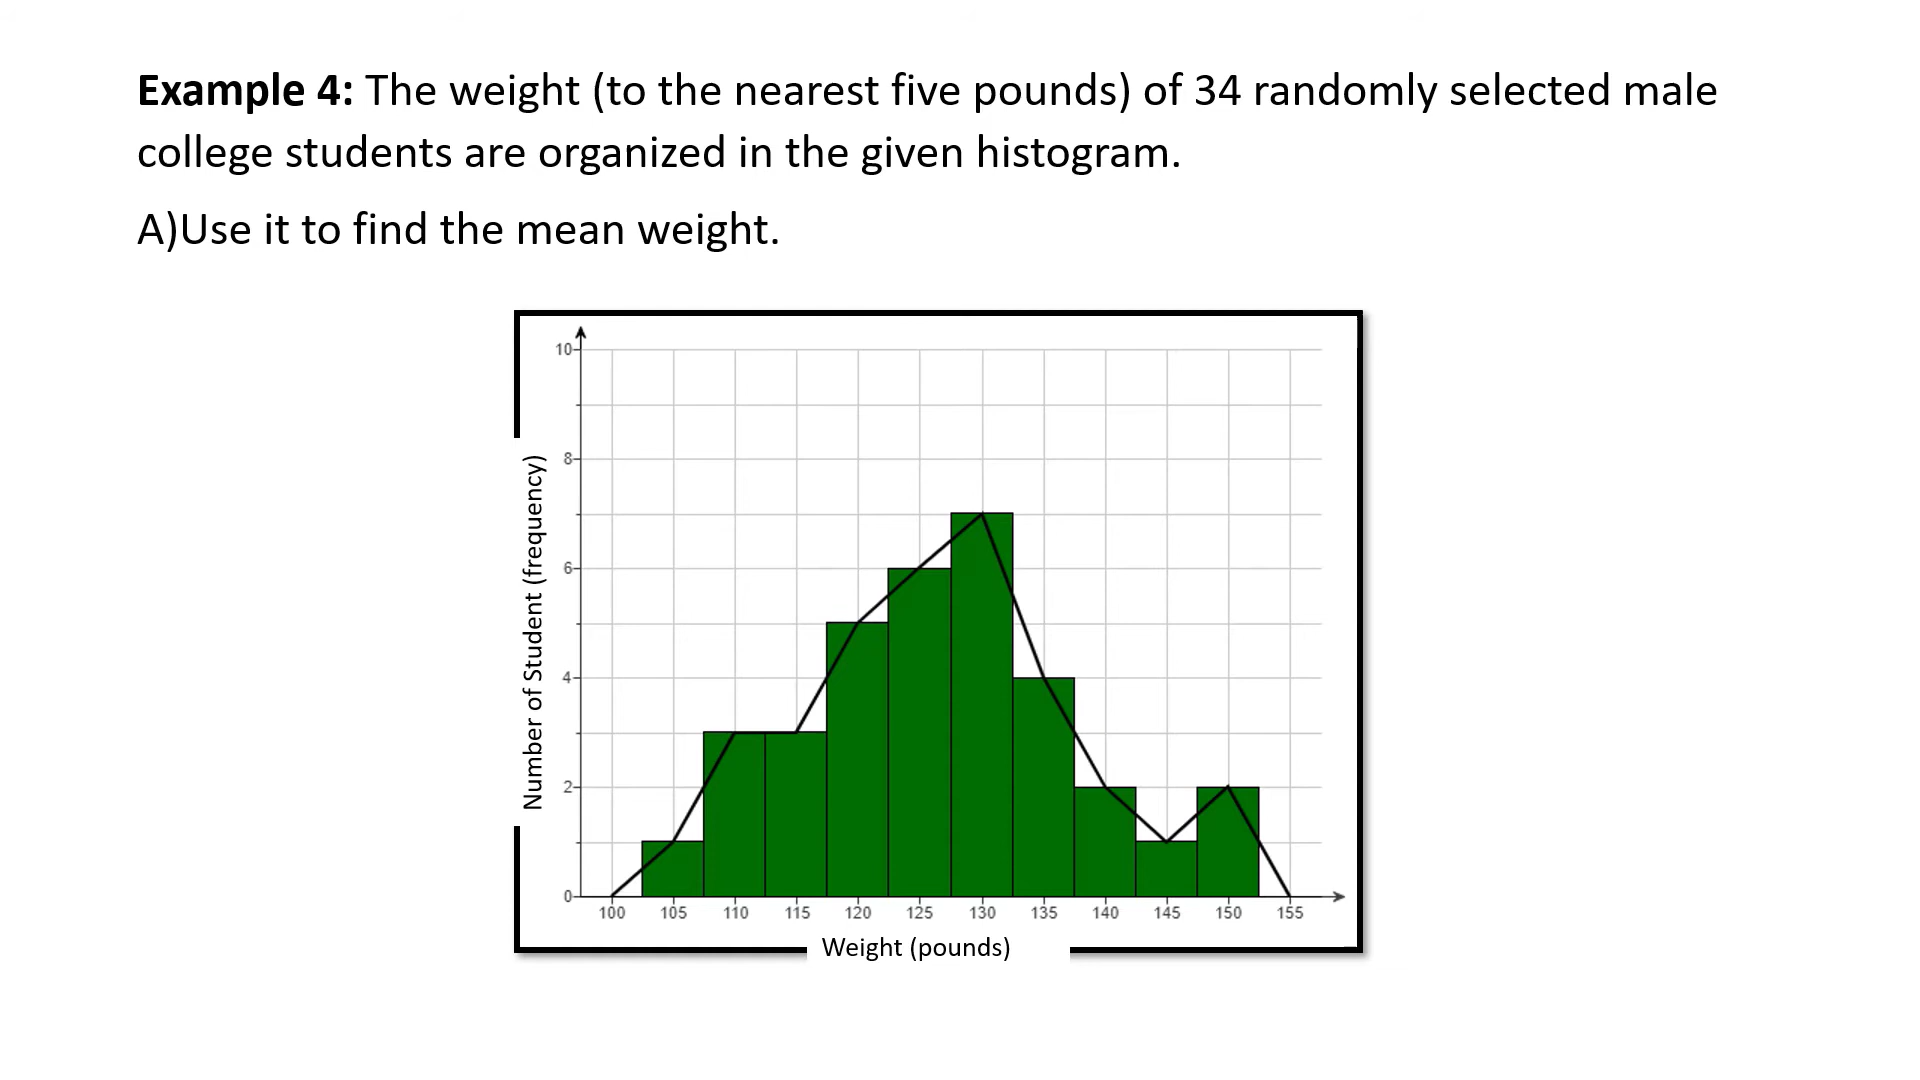 Example 4: The weight (to the nearest five pounds) of 34 randomly selected male
college students are organized in the given histogram.
A)Use it to find the mean weight.
Number of Student (frequency)
10
8
6
4
2
0
100 105 110 115 120 125 130 135 140 145 150 155
Weight (pounds)